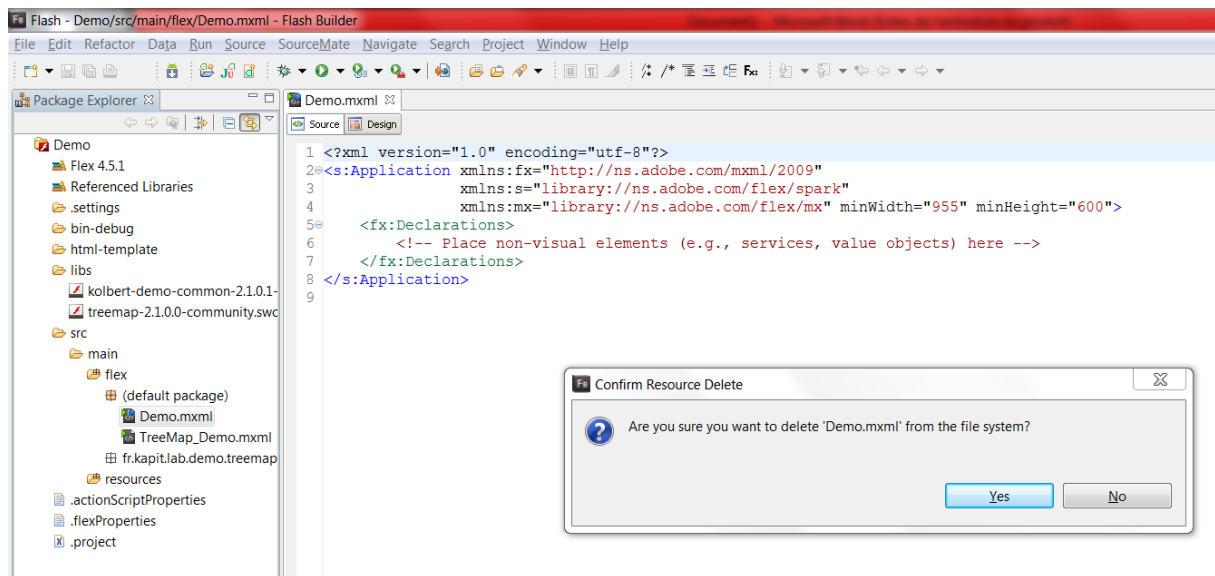 Flash - Demo/src/main/flex/Demo.mxml - Flash Builder
File Edit Refactor Data Run Source SourceMate Navigate Search Project Window Help
Package Explorer
Demo.mxml
Source Design
Demo
Flex 4.5.1
Referenced Libraries
.settings
bin-debug
html-template
libs
kolbert-demo-common-2.1.0.1-
treemap-2.1.0.0-community.swc
src
main
flex
(default package)
Demo.mxml
TreeMap_Demo.mxml
fr.kapit.lab.demo.treemap
resources
.actionScriptProperties
.flexProperties
.project
1 <?xml version="1.0" encoding="utf-8"?>
2 <s:Application xmlns:fx="http://ns.adobe.com/mxml/2009"
3 xmlns:s="library://ns.adobe.com/flex/spark"
4 xmlns:mx="library://ns.adobe.com/flex/mx" minWidth="955" minHeight="600">
5 <fx:Declarations>
6 <!-- Place non-visual elements (e.g., services, value objects) here -->
7 </fx:Declarations>
8 </s:Application>
9
Confirm Resource Delete
Are you sure you want to delete 'Demo.mxml' from the file system?
Yes No